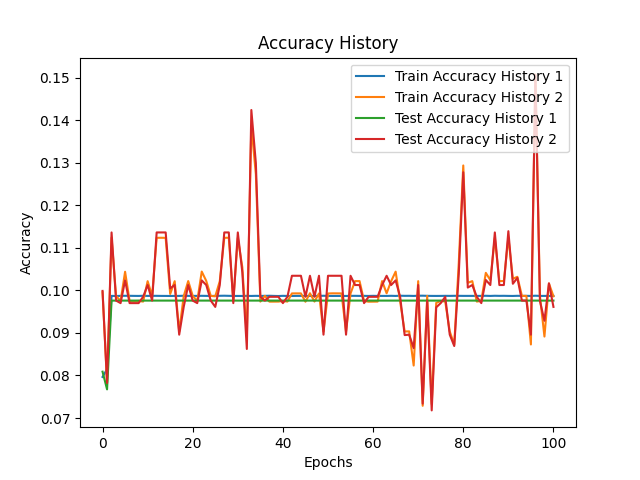 Accuracy History
Train Accuracy History 1
Train Accuracy History 2
Test Accuracy History 1
Test Accuracy History 2
Accuracy
0.15
0.14
0.13
0.12
0.11
0.10
0.09
0.08
0.07
0 20 40 60 80 100
Epochs